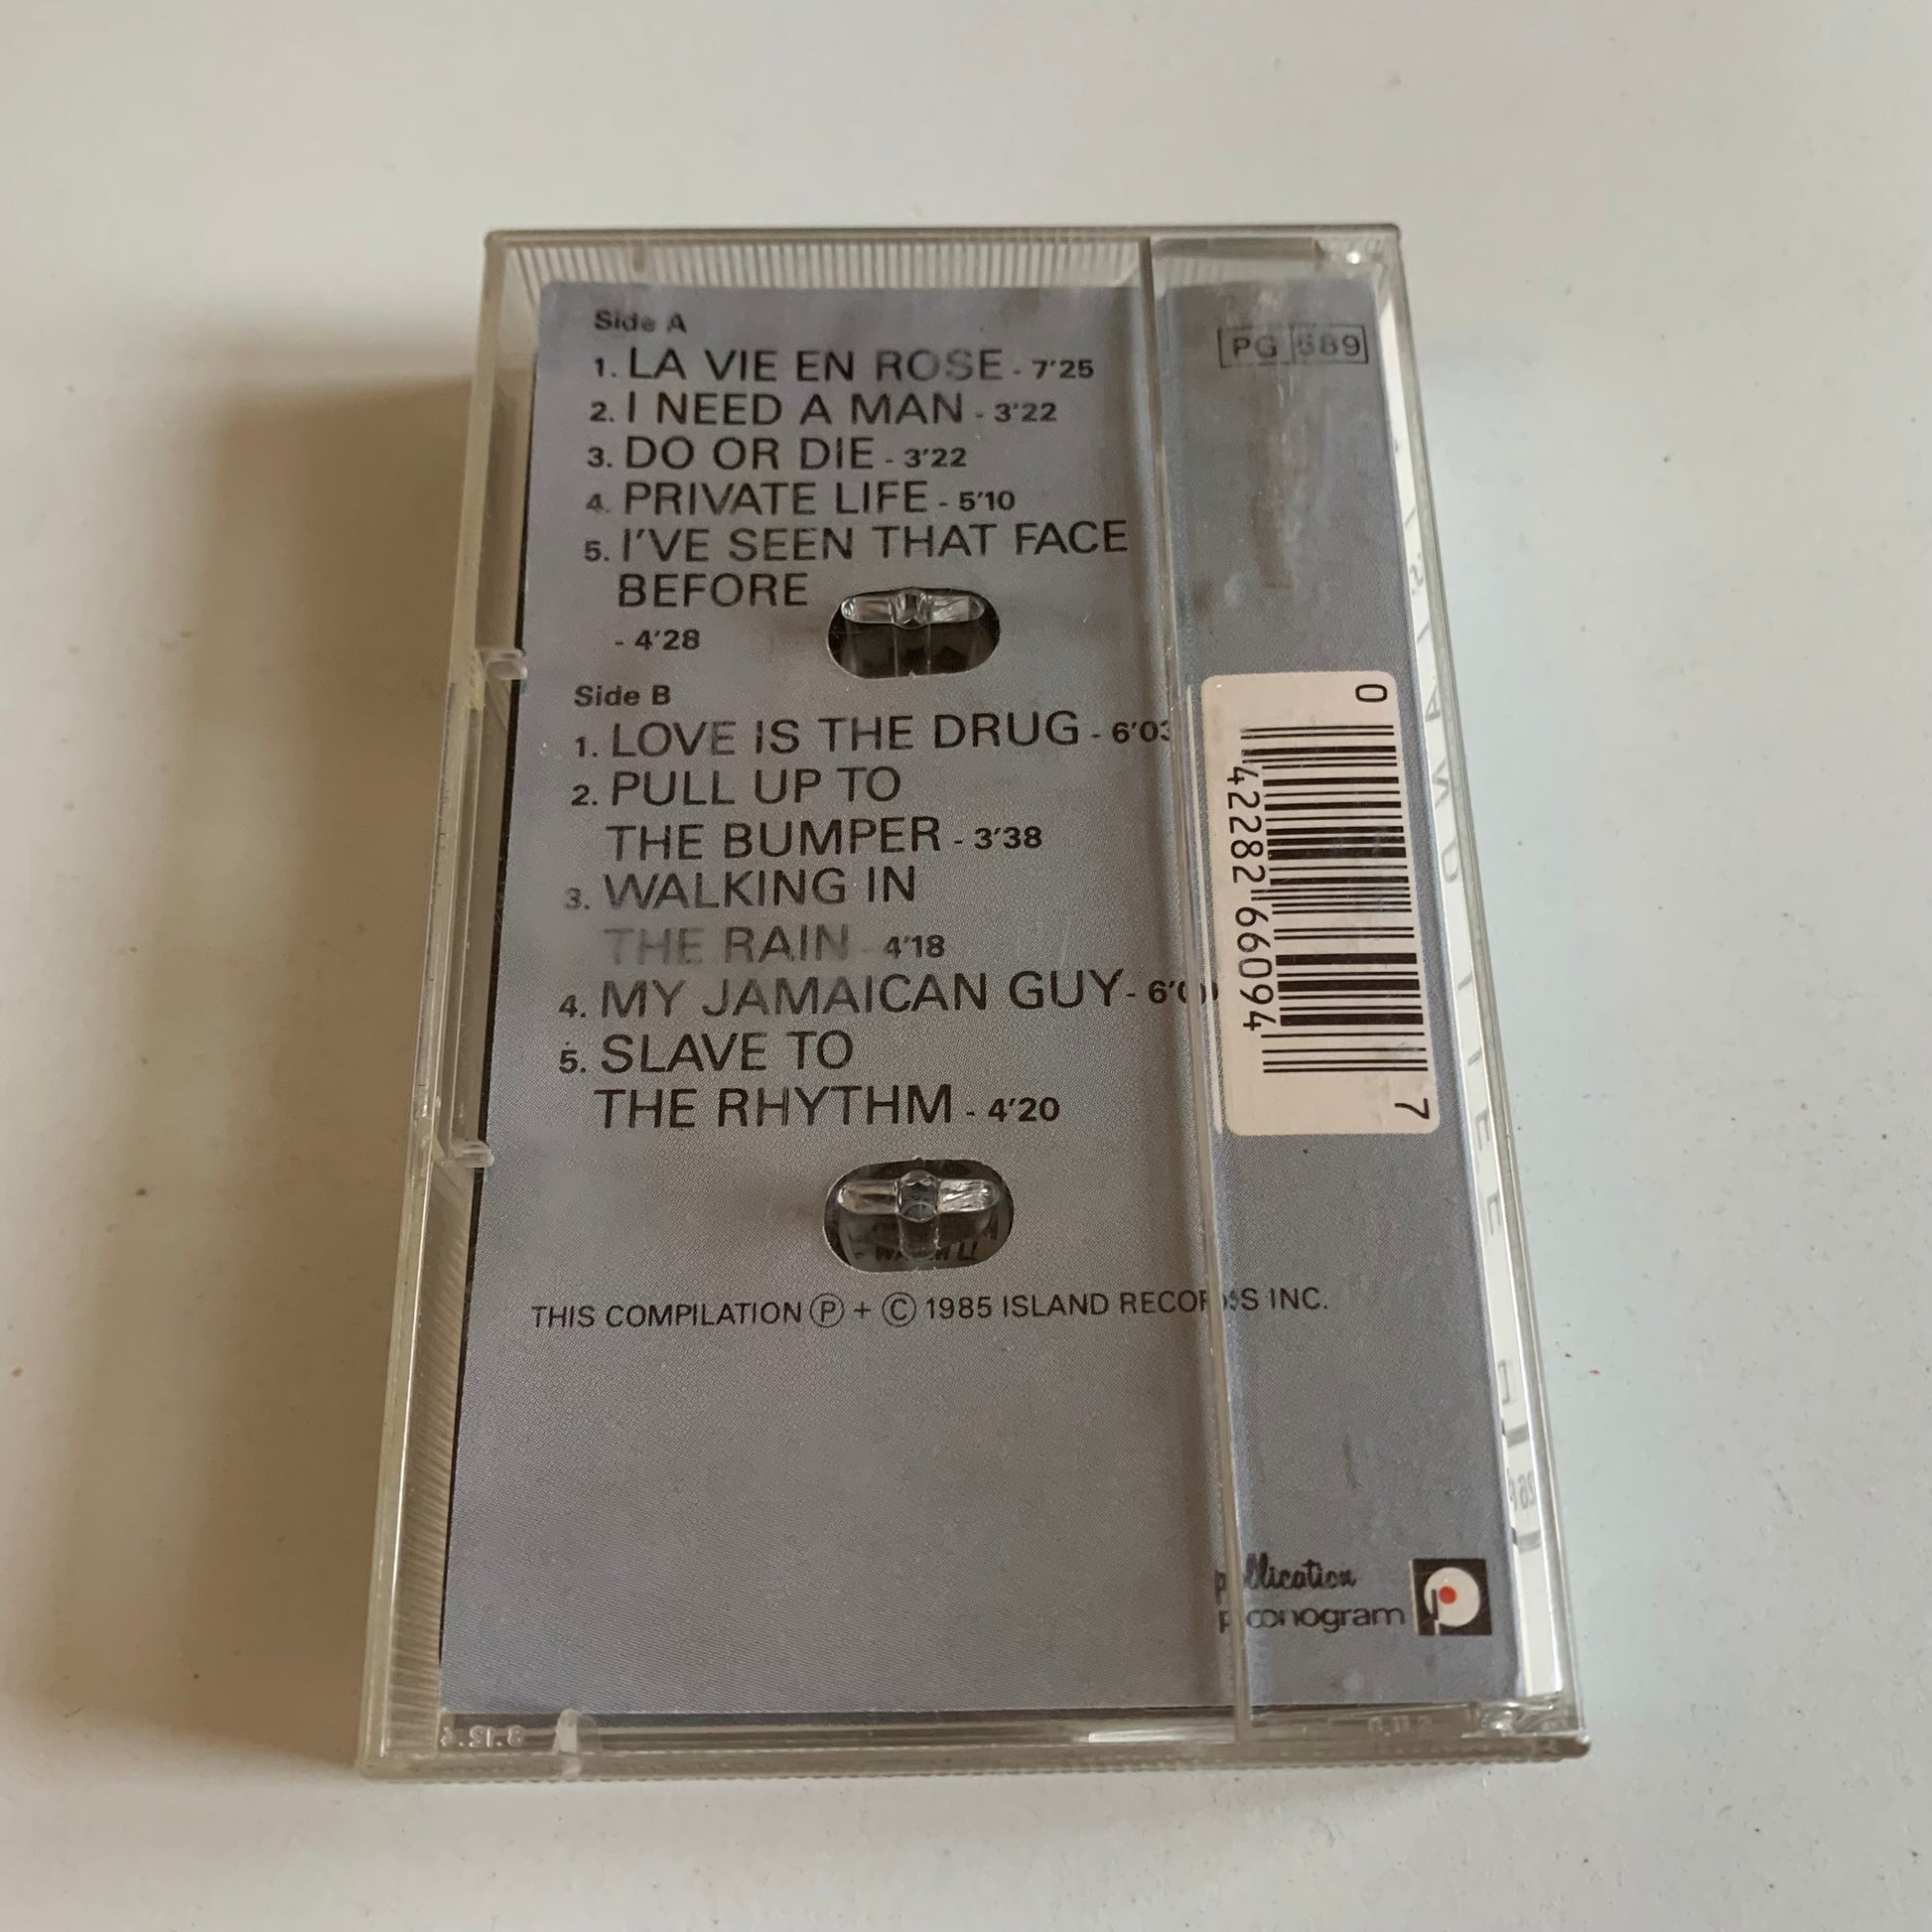 Side A
1. LA VIE EN ROSE - 7'25
2. I NEED A MAN - 3'22
3. DO OR DIE - 3'22
4. PRIVATE LIFE - 5'10
5. I'VE SEEN THAT FACE
BEFORE
- 4'28
Side B
1. LOVE IS THE DRUG - 6'03
2. PULL UP TO
THE BUMPER - 3'38
3. WALKING IN
THE RAIN - 4'18
4. MY JAMAICAN GUY -
5. SLAVE TO
THE RHYTHM - 4'20
THIS COMPILATION Ⓟ + Ⓒ 1985 ISLAND RECORDS INC.
PG 589
0 42282 66094 7
ISLAND LIFE
phonogram